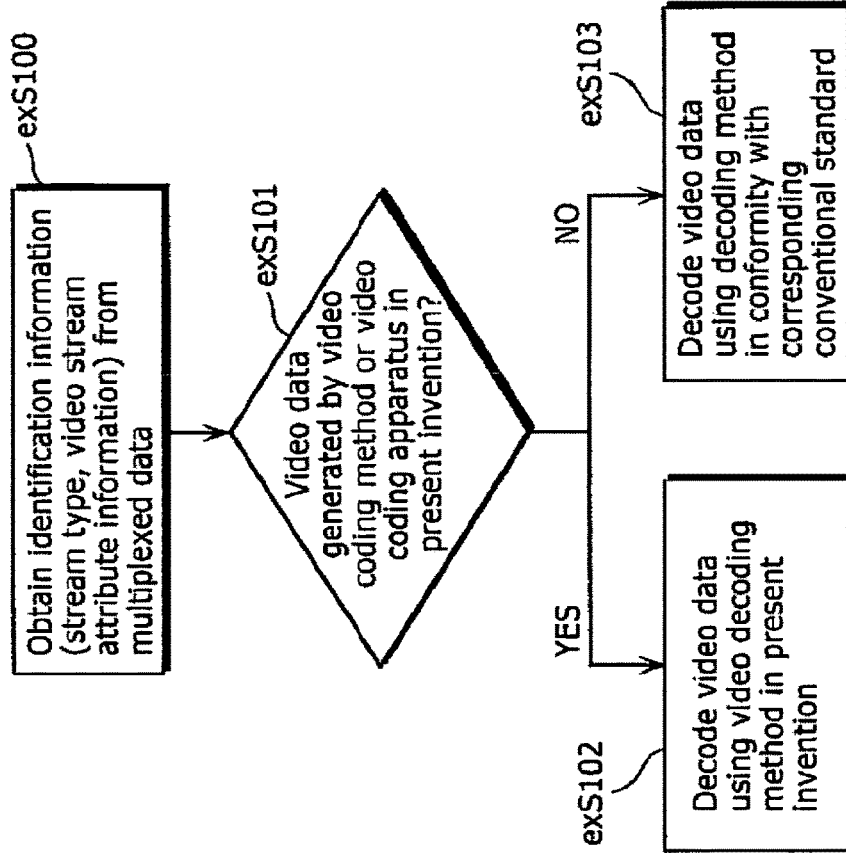 exS100
Obtain identification information
(stream type, video stream
attribute information) from
multiplexed data
exS101
Video data
generated by video
coding method or video
coding apparatus in
present invention?
YES
NO
exS102
Decode video data
using video decoding
method in present
invention
exS103
Decode video data
using decoding method
in conformity with
corresponding
conventional standard